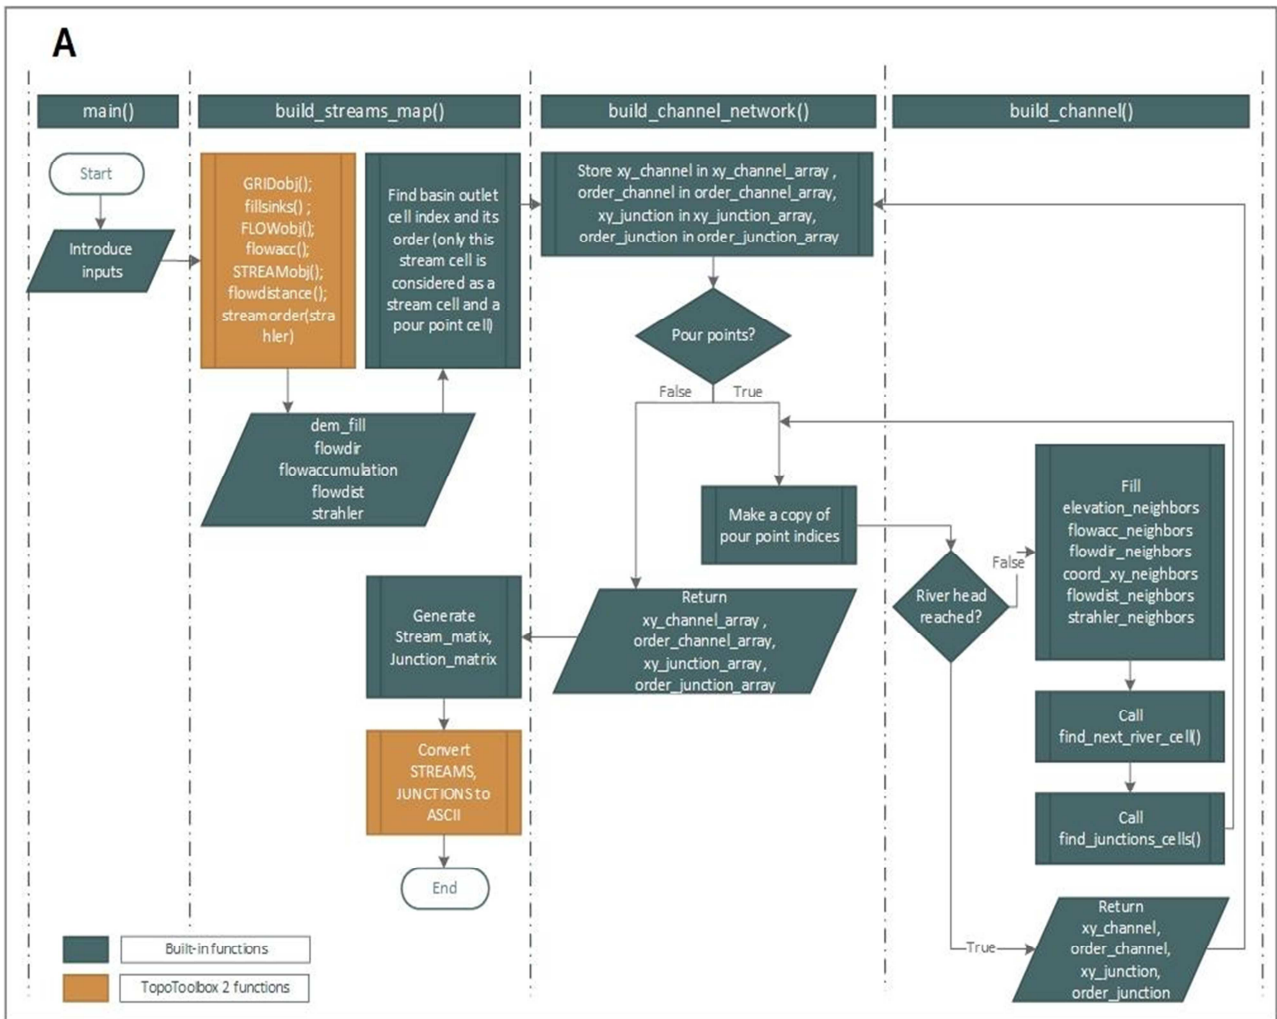 A
main()
build_streams_map()
build_channel_network()
build_channel()
Start
Introduce
inputs
GRIDobj();
fillsinks() ;
FLOWobj();
flowacc();
STREAMobj();
flowdistance();
streamorder(stra
hler)
dem_fill
flowdir
flowaccumulation
flowdist
strahler
Find basin outlet
cell index and its
order (only this
stream cell is
considered as a
stream cell and a
pour point cell)
Store xy_channel in xy_channel_array ,
order_channel in order_channel_array,
xy_junction in xy_junction_array,
order_junction in order_junction_array
Pour points?
False
True
Make a copy of
pour point indices
River head
reached?
False
Fill
elevation_neighbors
flowacc_neighbors
flowdir_neighbors
coord_xy_neighbors
flowdist_neighbors
strahler_neighbors
Call
find_next_river_cell()
Call
find_junctions_cells()
True
Return
xy_channel,
order_channel,
xy_junction,
order_junction
Return
xy_channel_array ,
order_channel_array,
xy_junction_array,
order_junction_array
Generate
Stream_matix,
Junction_matrix
Convert
STREAMS,
JUNCTIONS to
ASCII
End
Built-in functions
TopoToolbox 2 functions